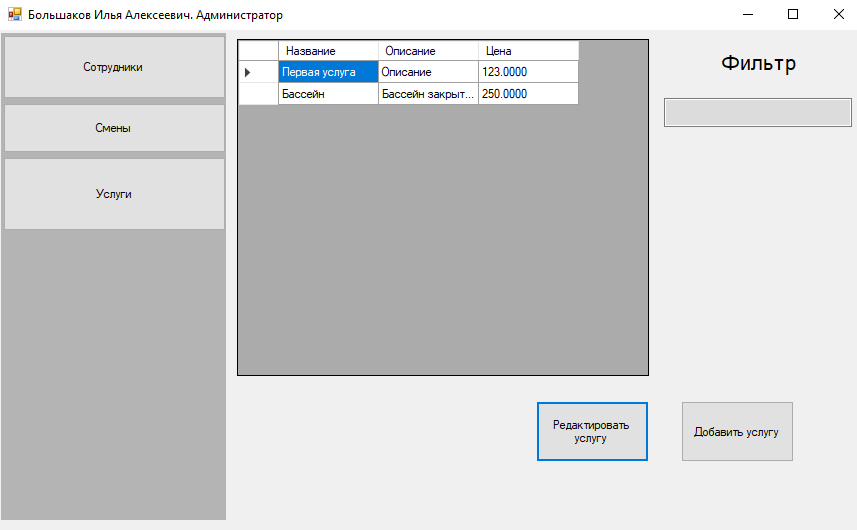 Большаков Илья Алексеевич. Администратор
Сотрудники
Смены
Услуги
Название Описание Цена
Первая услуга Описание 123.0000
Бассейн Бассейн закрыт... 250.0000
Фильтр
Редактировать
услугу
Добавить услугу